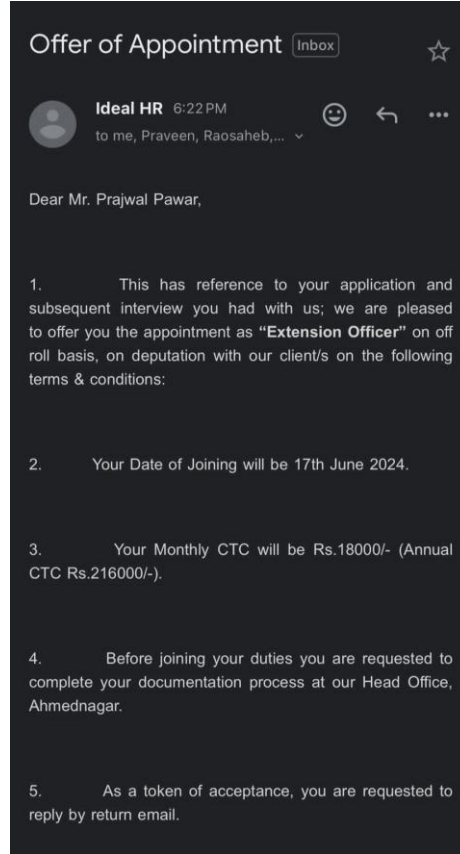 Offer of Appointment Inbox
Ideal HR 6:22 PM
to me, Praveen, Raosaheb,...
Dear Mr. Prajwal Pawar,
1. This has reference to your application and
subsequent interview you had with us; we are pleased
to offer you the appointment as “Extension Officer” on off
roll basis, on deputation with our client/s on the following
terms & conditions:
2. Your Date of Joining will be 17th June 2024.
3. Your Monthly CTC will be Rs.18000/- (Annual
CTC Rs.216000/-).
4. Before joining your duties you are requested to
complete your documentation process at our Head Office,
Ahmednagar.
5. As a token of acceptance, you are requested to
reply by return email.